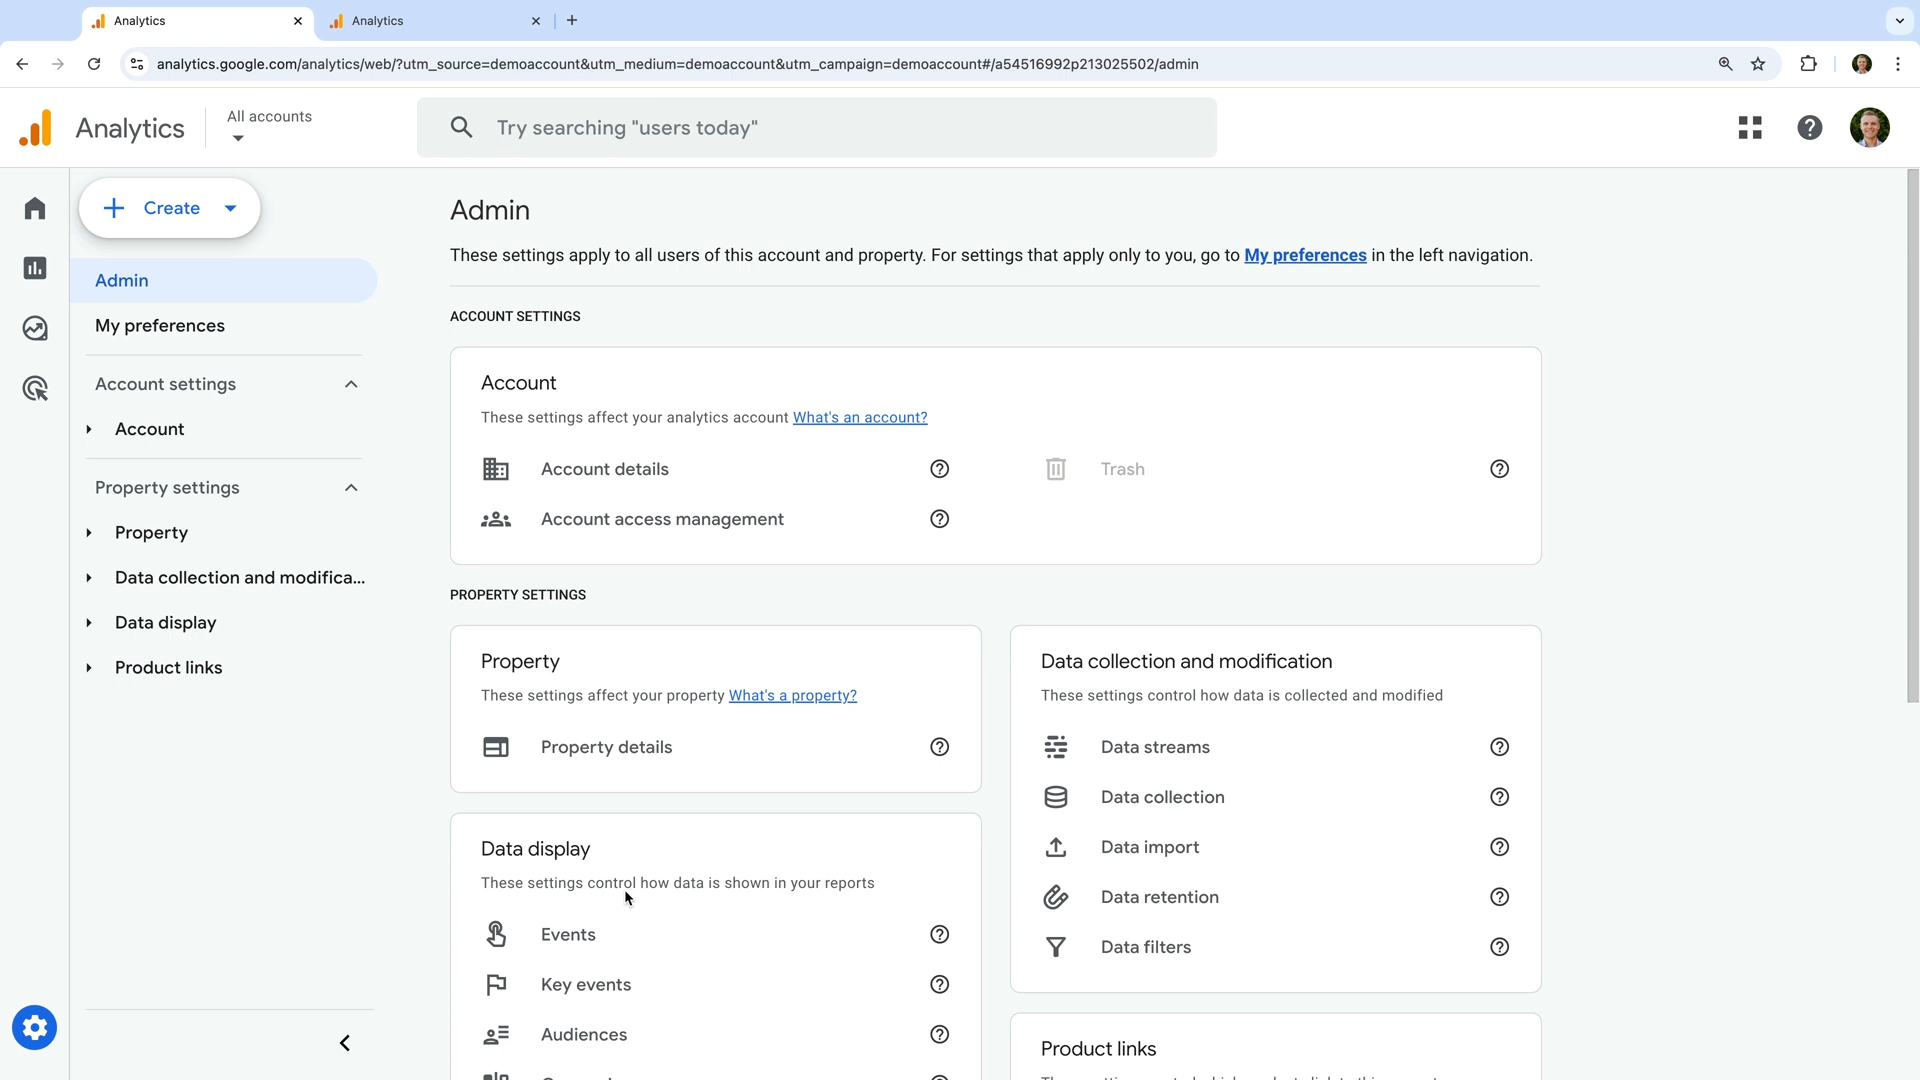 Analytics
Analytics
analytics.google.com/analytics/web/?utm_source=demoaccount&utm_medium=demoaccount&utm_campaign=demoaccount#/a54516992p213025502/admin
Analytics
All accounts
Try searching "users today"
Create
Admin
My preferences
Account settings
Account
Property settings
Property
Data collection and modifica...
Data display
Product links
Admin
These settings apply to all users of this account and property. For settings that apply only to you, go to My preferences in the left navigation.
ACCOUNT SETTINGS
Account
These settings affect your analytics account What's an account?
Account details
Trash
Account access management
PROPERTY SETTINGS
Property
These settings affect your property What's a property?
Property details
Data display
These settings control how data is shown in your reports
Events
Key events
Audiences
Data collection and modification
These settings control how data is collected and modified
Data streams
Data collection
Data import
Data retention
Data filters
Product links